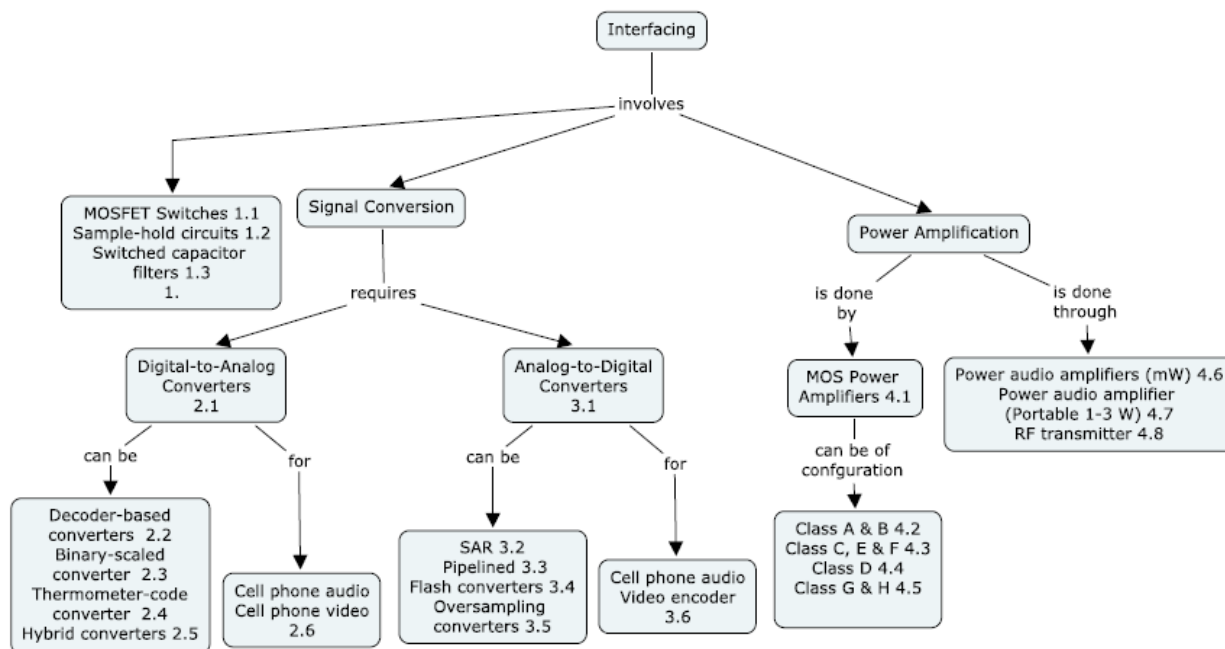 Interfacing
involves
MOSFET Switches 1.1
Sample-hold circuits 1.2
Switched capacitor
filters 1.3
1.
Signal Conversion
Power Amplification
requires
is done
by
is done
through
Digital-to-Analog
Converters
2.1
Analog-to-Digital
Converters
3.1
MOS Power
Amplifiers 4.1
Power audio amplifiers (mW) 4.6
Power audio amplifier
(Portable 1-3 W) 4.7
RF transmitter 4.8
can be
for
can be
for
can be of
confguration
Decoder-based
converters 2.2
Binary-scaled
converter 2.3
Thermometer-code
converter 2.4
Hybrid converters 2.5
Cell phone audio
Cell phone video
2.6
SAR 3.2
Pipelined 3.3
Flash converters 3.4
Oversampling
converters 3.5
Cell phone audio
Video encoder
3.6
Class A & B 4.2
Class C, E & F 4.3
Class D 4.4
Class G & H 4.5